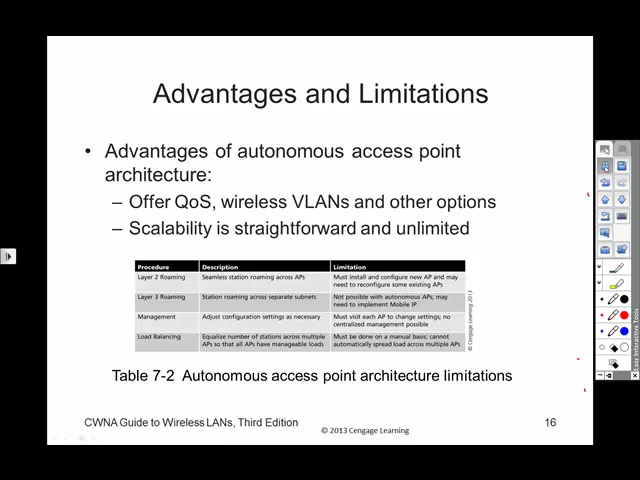 Advantages and Limitations
• Advantages of autonomous access point
architecture:
– Offer QoS, wireless VLANs and other options
– Scalability is straightforward and unlimited
Procedure Description Limitation
Layer 2 Roaming Seamless station roaming across APs Must install and configure new AP and may
need to reconfigure some existing APs
Layer 3 Roaming Station roaming across separate subnets Not possible with autonomous APs; may
need to implement Mobile IP
Management Adjust configuration settings as necessary Must visit each AP to change settings; no
centralized management possible
Load Balancing Equalize number of stations across multiple Must be done on a manual basis; cannot
APs so that all APs have manageable loads automatically spread load across multiple APs
© Cengage Learning 2013
Table 7-2 Autonomous access point architecture limitations
CWNA Guide to Wireless LANs, Third Edition
© 2013 Cengage Learning
16
Easy Interactive Tools